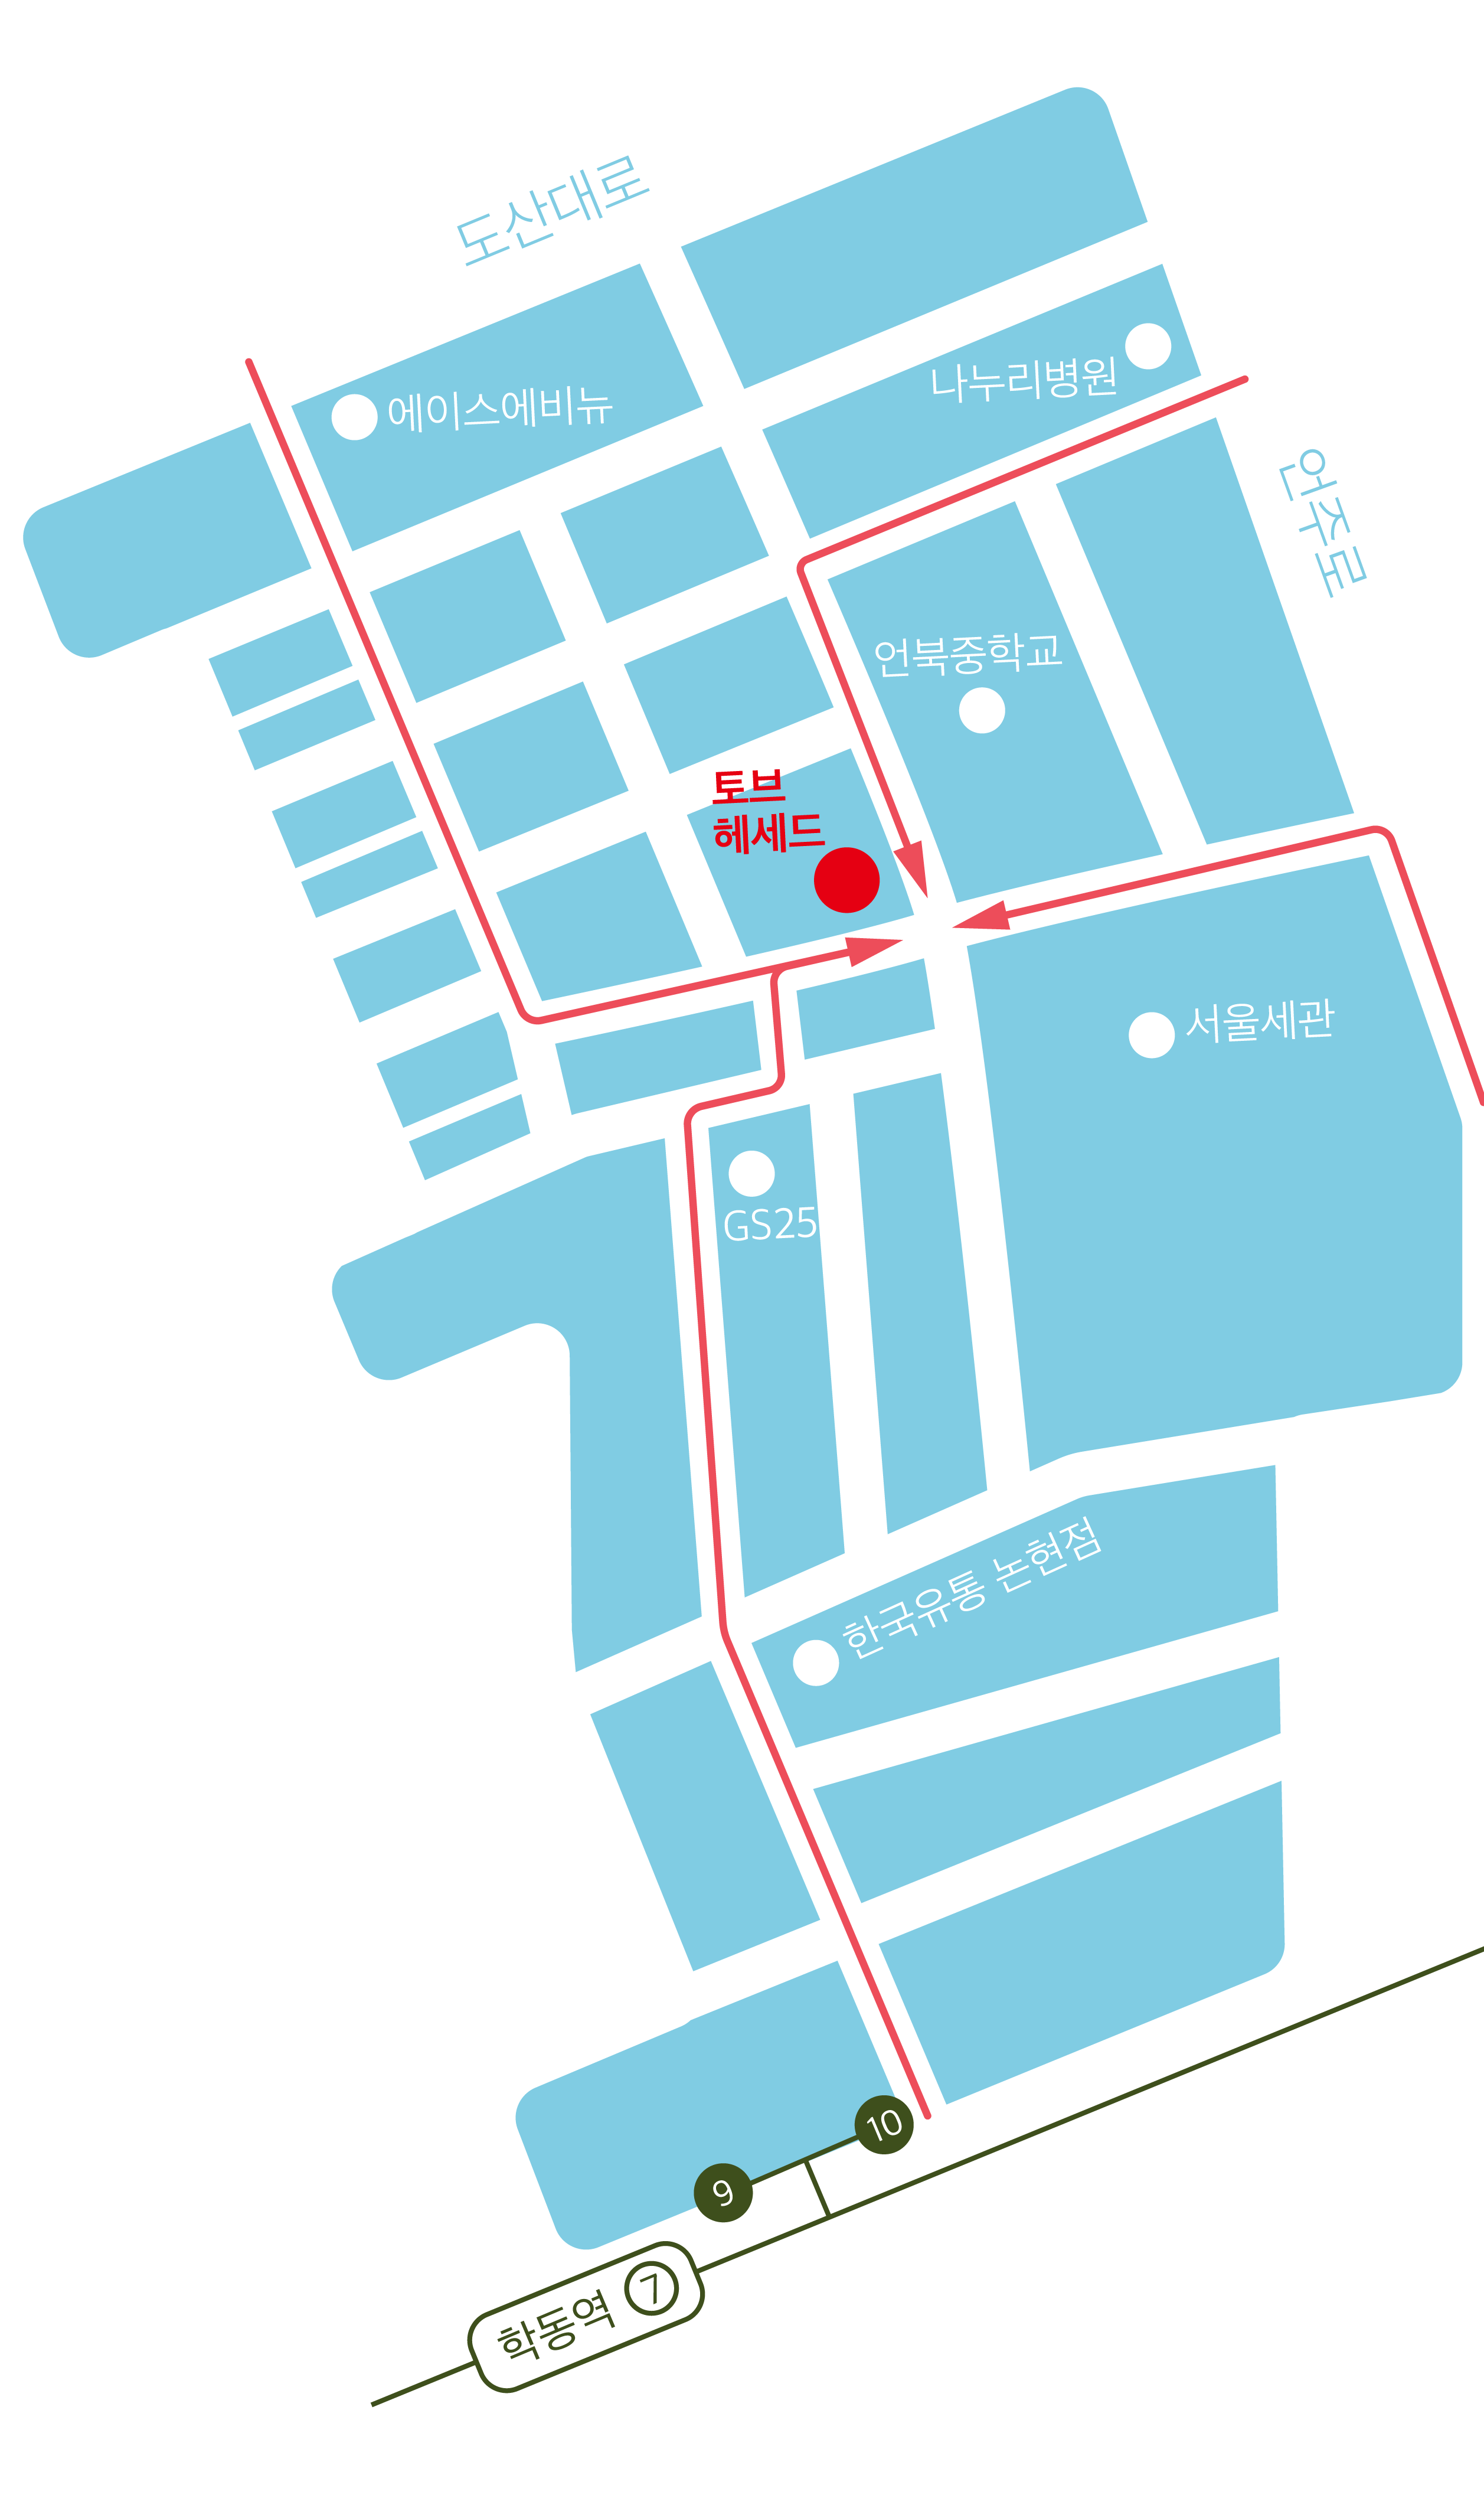 도산대로
애이스애비뉴
나누리병원
언주로
언북중학교
토브
헤세드
서울세관
GS25
한국유통 논현점
10
9
학동역 7